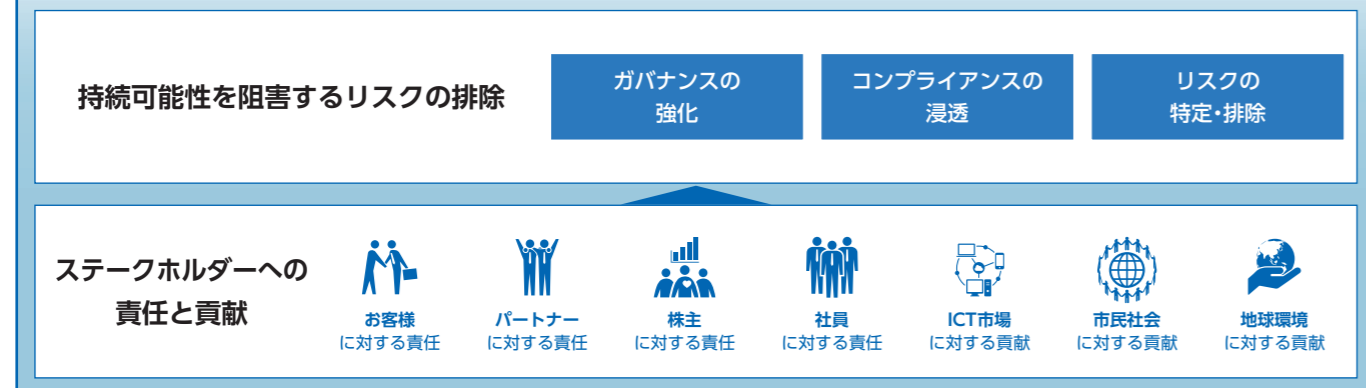 持続可能性を阻害するリスクの排除
ガバナンスの
強化
コンプライアンスの
浸透
リスクの
特定・排除
ステークホルダーへの
責任と貢献
お客様
に対する責任
パートナー
に対する責任
株主
に対する責任
社員
に対する責任
ICT市場
に対する貢献
市民社会
に対する貢献
地球環境
に対する貢献